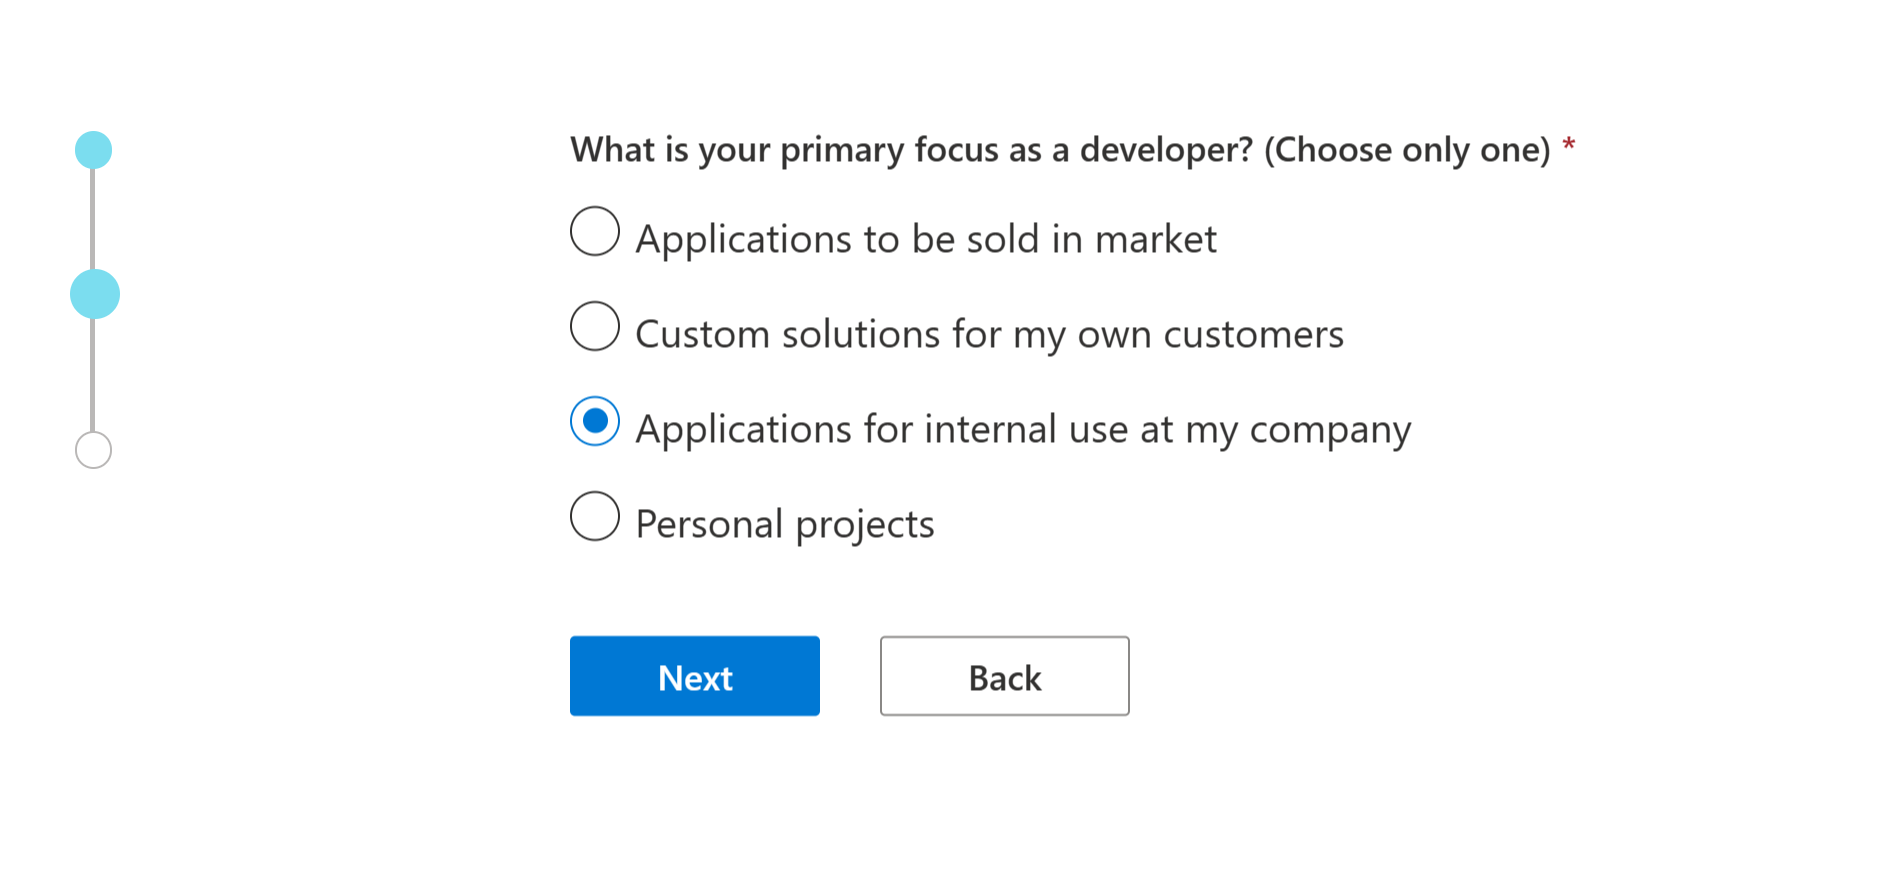 What is your primary focus as a developer? (Choose only one) *
Applications to be sold in market
Custom solutions for my own customers
Applications for internal use at my company
Personal projects
Next
Back